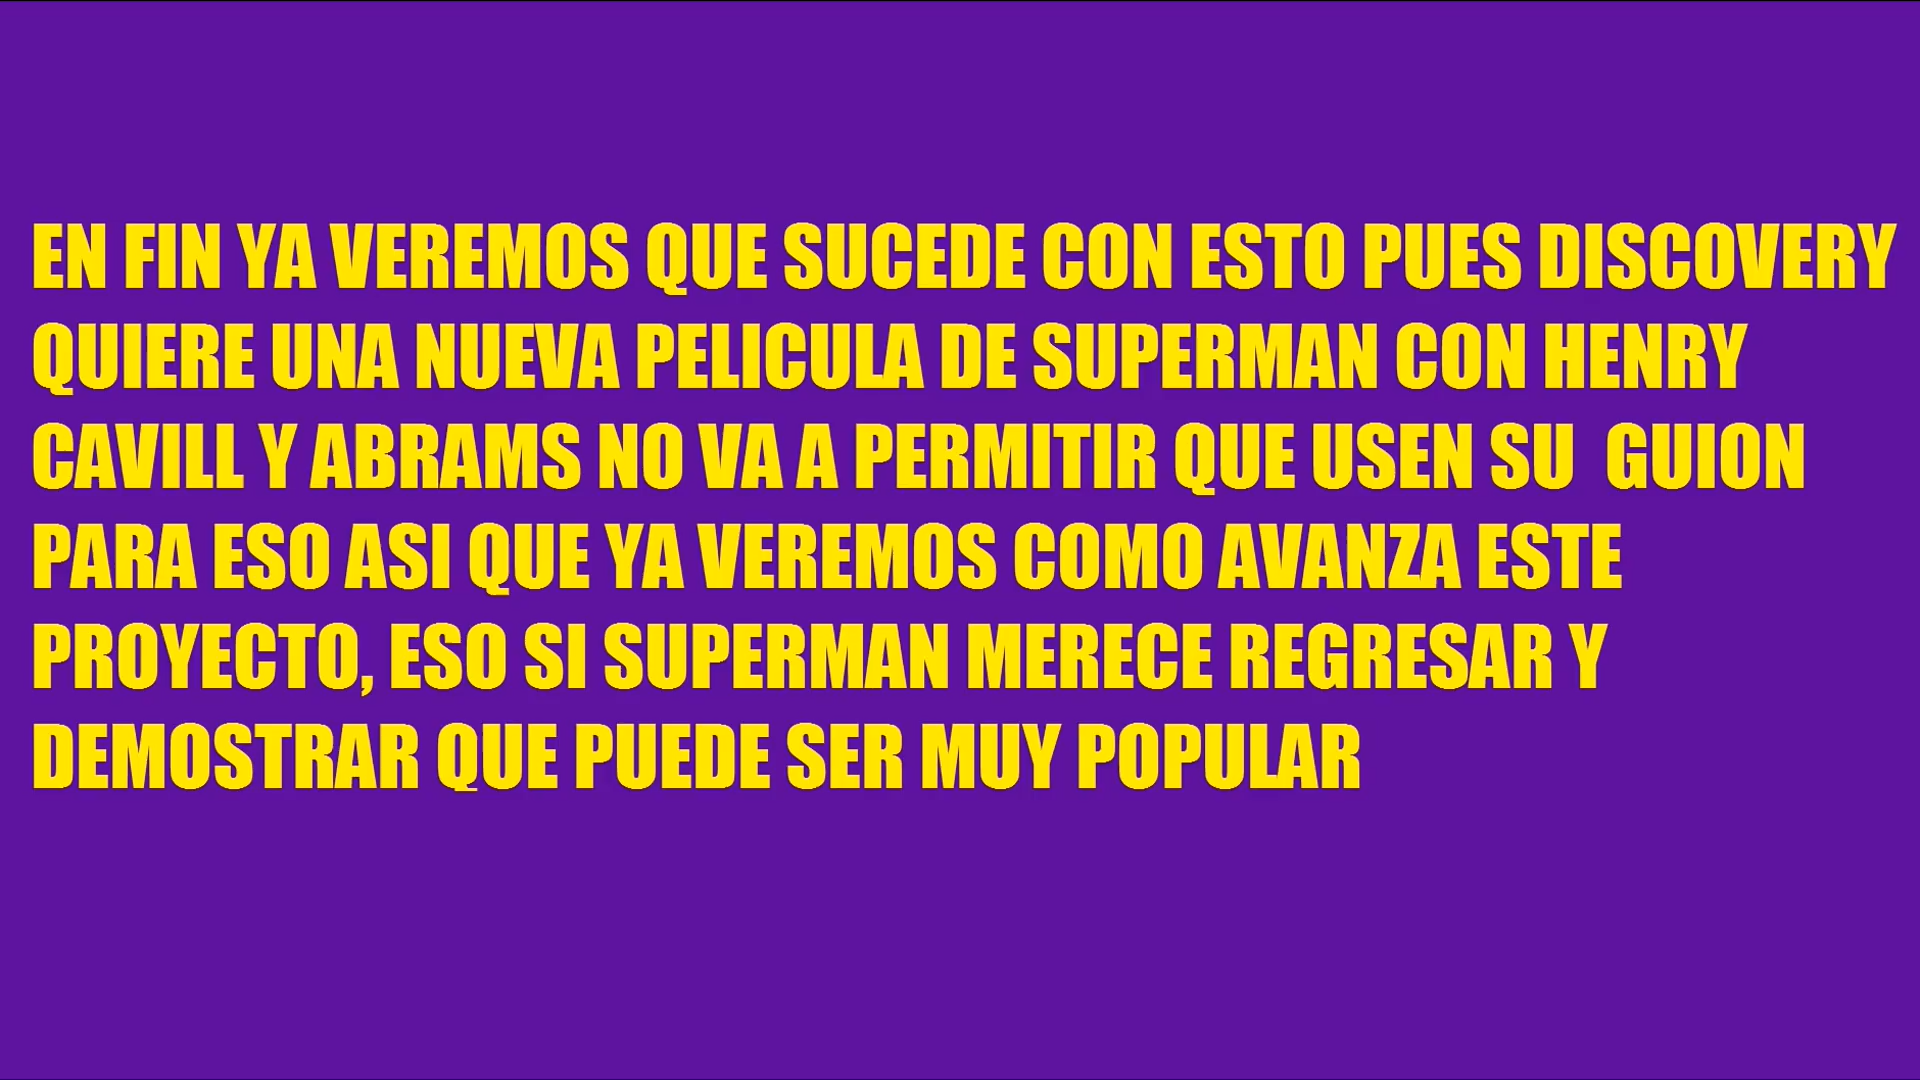 EN FIN YA VEREMOS QUE SUCEDE CON ESTO PUES DISCOVERY
QUIERE UNA NUEVA PELICULA DE SUPERMAN CON HENRY
CAVILL Y ABRAMS NO VA A PERMITIR QUE USEN SU  GUION
PARA ESO ASI QUE YA VEREMOS COMO AVANZA ESTE
PROYECTO, ESO SI SUPERMAN MERECE REGRESAR Y
DEMOSTRAR QUE PUEDE SER MUY POPULAR